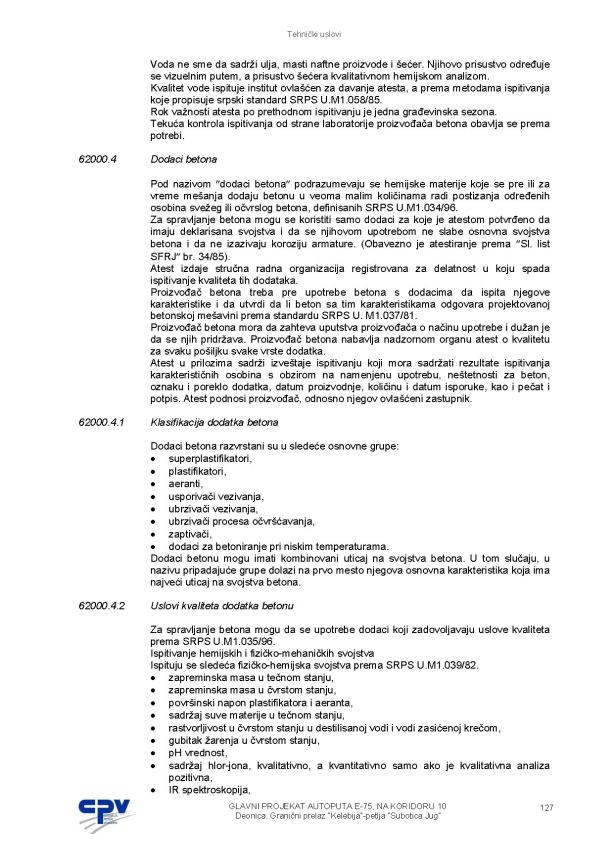 Tehnički uslovi
Voda ne sme da sadrži ulja, masti naftne proizvode i šećer. Njihovo prisustvo određuje
se vizuelnim putem, a prisustvo šećera kvalitativnom hemijskom analizom.
Kvalitet vode ispituje institut ovlašćen za davanje atesta, a prema metodama ispitivanja
koje propisuje srpski standard SRPS U.M1.058/85.
Rok važnosti atesta po prethodnom ispitivanju je jedna građevinska sezona.
Tekuća kontrola ispitivanja od strane laboratorije proizvođača betona obavlja se prema
potrebi.
62000.4 Dodaci betona
Pod nazivom "dodaci betona" podrazumevaju se hemijske materije koje se pre ili za
vreme mešanja dodaju betonu u veoma malim količinama radi postizanja određenih
osobina svežeg ili očvrslog betona, definisanih SRPS U.M1.034/96.
Za spravljanje betona mogu se koristiti samo dodaci za koje je atestom potvrđeno da
imaju deklarisana svojstva i da se njihovom upotrebom ne slabe osnovna svojstva
betona i da ne izazivaju koroziju armature. (Obavezno je atestiranje prema "Sl. list
SFRJ" br. 34/85).
Atest izdaje stručna radna organizacija registrovana za delatnost u koju spada
ispitivanje kvaliteta tih dodataka.
Proizvođač betona treba pre upotrebe betona s dodacima da ispita njegove
karakteristike i da utvrdi da li beton sa tim karakteristikama odgovara projektovanoj
betonskoj mešavini prema standardu SRPS U. M1.037/81.
Proizvođač betona mora da zahteva uputstva proizvođača o načinu upotrebe i dužan je
da se njih pridržava. Proizvođač betona nabavlja nadzornom organu atest o kvalitetu
za svaku pošiljku svake vrste dodatka.
Atest u prilozima sadrži izveštaje ispitivanju koji mora sadržati rezultate ispitivanja
karakterističnih osobina s obzirom na namenjenu upotrebu, neštetnosti za beton,
oznaku i poreklo dodatka, datum proizvodnje, količinu i datum isporuke, kao i pečat i
potpis. Atest podnosi proizvođač, odnosno njegov ovlašćeni zastupnik.
62000.4.1 Klasifikacija dodatka betona
Dodaci betona razvrstani su u sledeće osnovne grupe:
• superplastifikatori,
• plastifikatori,
• aeranti,
• usporivači vezivanja,
• ubrzivači vezivanja,
• ubrzivači procesa očvršćavanja,
• zaptivači,
• dodaci za betoniranje pri niskim temperaturama.
Dodaci betonu mogu imati kombinovani uticaj na svojstva betona. U tom slučaju, u
nazivu pripadajuće grupe dolazi na prvo mesto njegova osnovna karakteristika koja ima
najveći uticaj na svojstva betona.
62000.4.2 Uslovi kvaliteta dodatka betonu
Za spravljanje betona mogu da se upotrebe dodaci koji zadovoljavaju uslove kvaliteta
prema SRPS U.M1.035/96.
Ispitivanje hemijskih i fizičko-mehaničkih svojstva
Ispituju se sledeća fizičko-hemijska svojstva prema SRPS U.M1.039/82.
• zapreminska masa u tečnom stanju,
• zapreminska masa u čvrstom stanju,
• površinski napon plastifikatora i aeranta,
• sadržaj suve materije u tečnom stanju,
• rastvorljivost u čvrstom stanju u destilisanoj vodi i vodi zasićenoj krečom,
• gubitak žarenja u čvrstom stanju,
• pH vrednost,
• sadržaj hlor-jona, kvalitativno, a kvantitativno samo ako je kvalitativna analiza
pozitivna,
• IR spektroskopija,
CPV
GLAVNI PROJEKAT AUTOPUTA E-75, NA KORIDORU 10
Deonica: Granični prelaz "Kelebija"-petlja "Subotica Jug"
127